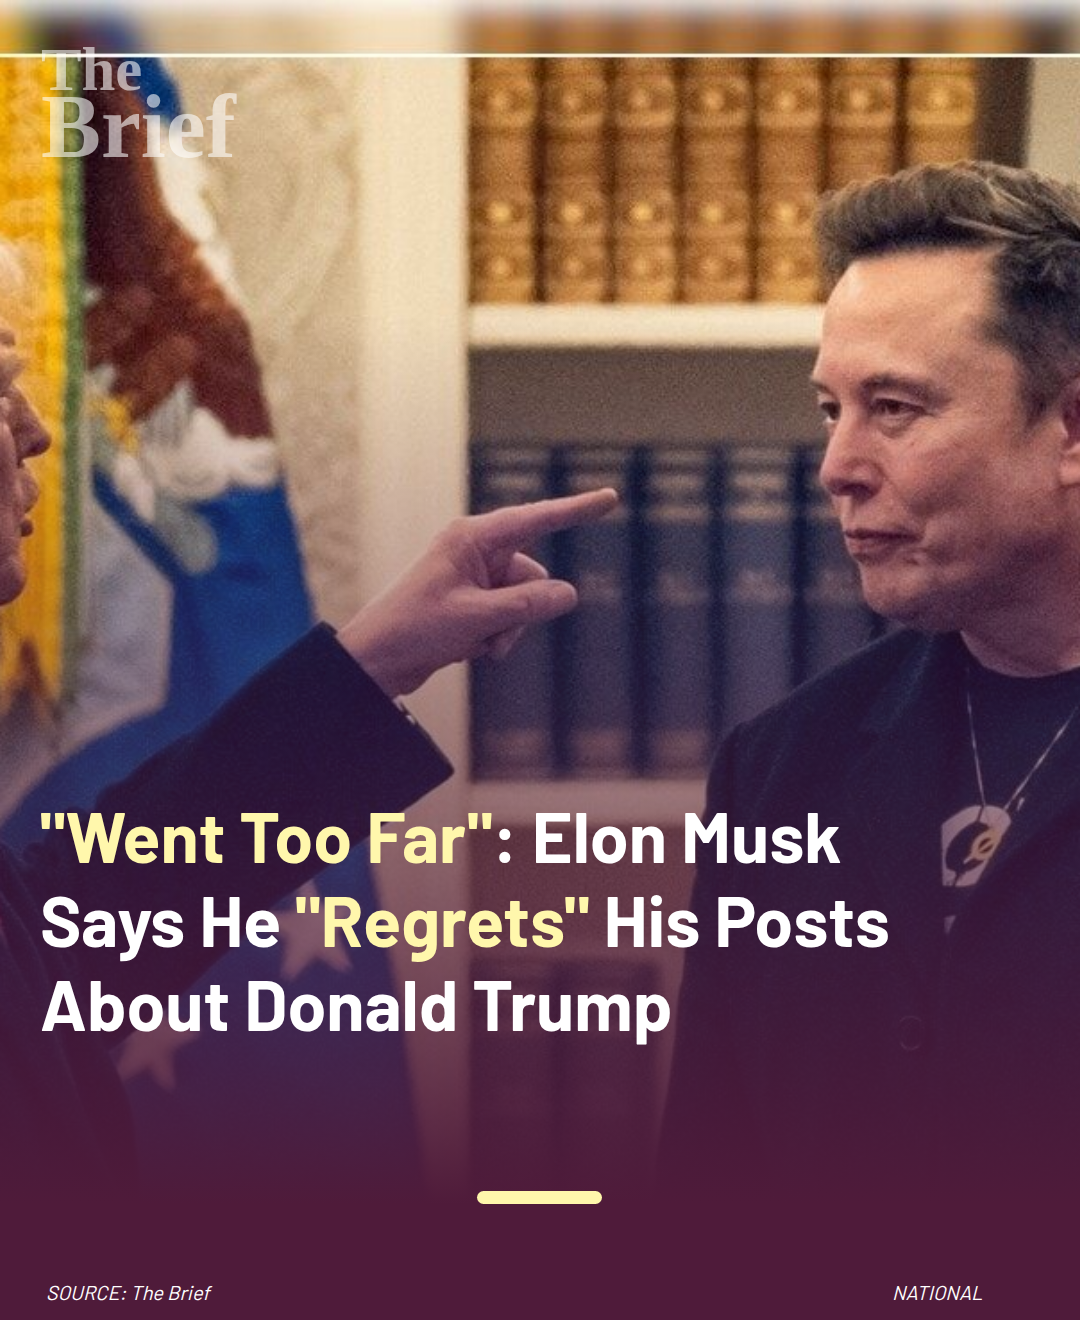 The
Brief
"Went Too Far": Elon Musk
Says He "Regrets" His Posts
About Donald Trump
SOURCE: The Brief
NATIONAL